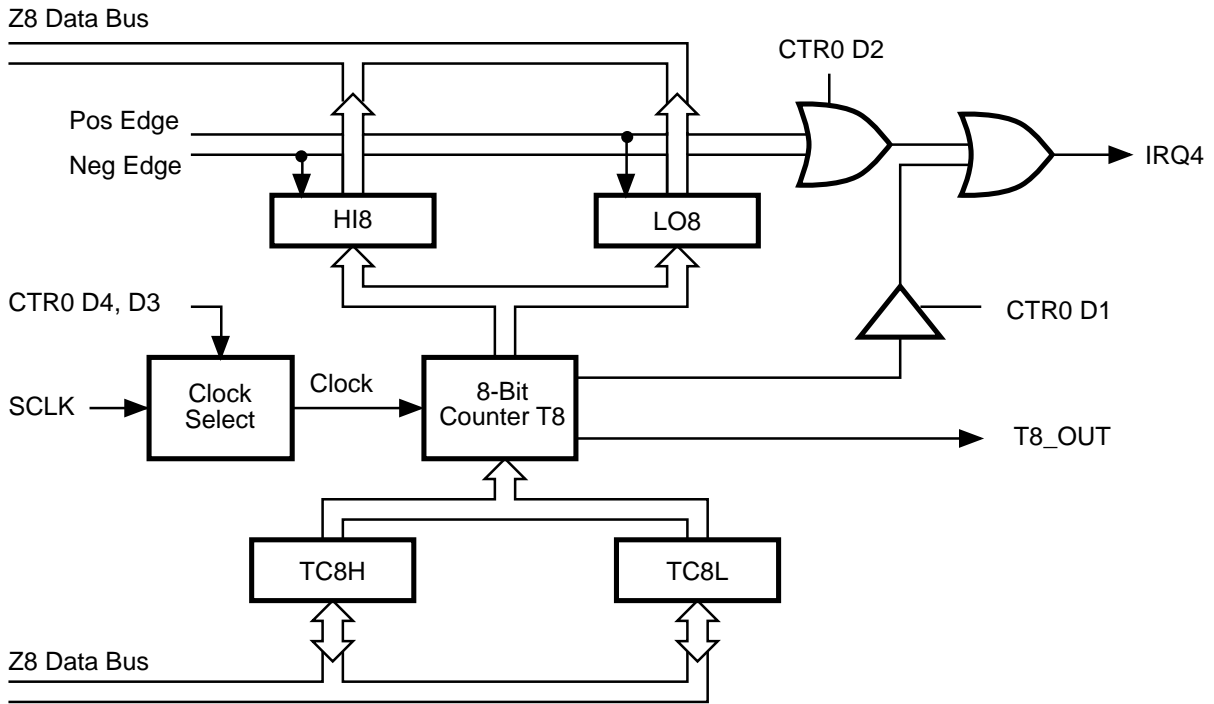 Z8 Data Bus
CTR0 D2
Pos Edge
Neg Edge
IRQ4
HI8
LO8
CTR0 D4, D3
CTR0 D1
Clock
Select
Clock
8-Bit
Counter T8
SCLK
T8_OUT
TC8H
TC8L
Z8 Data Bus